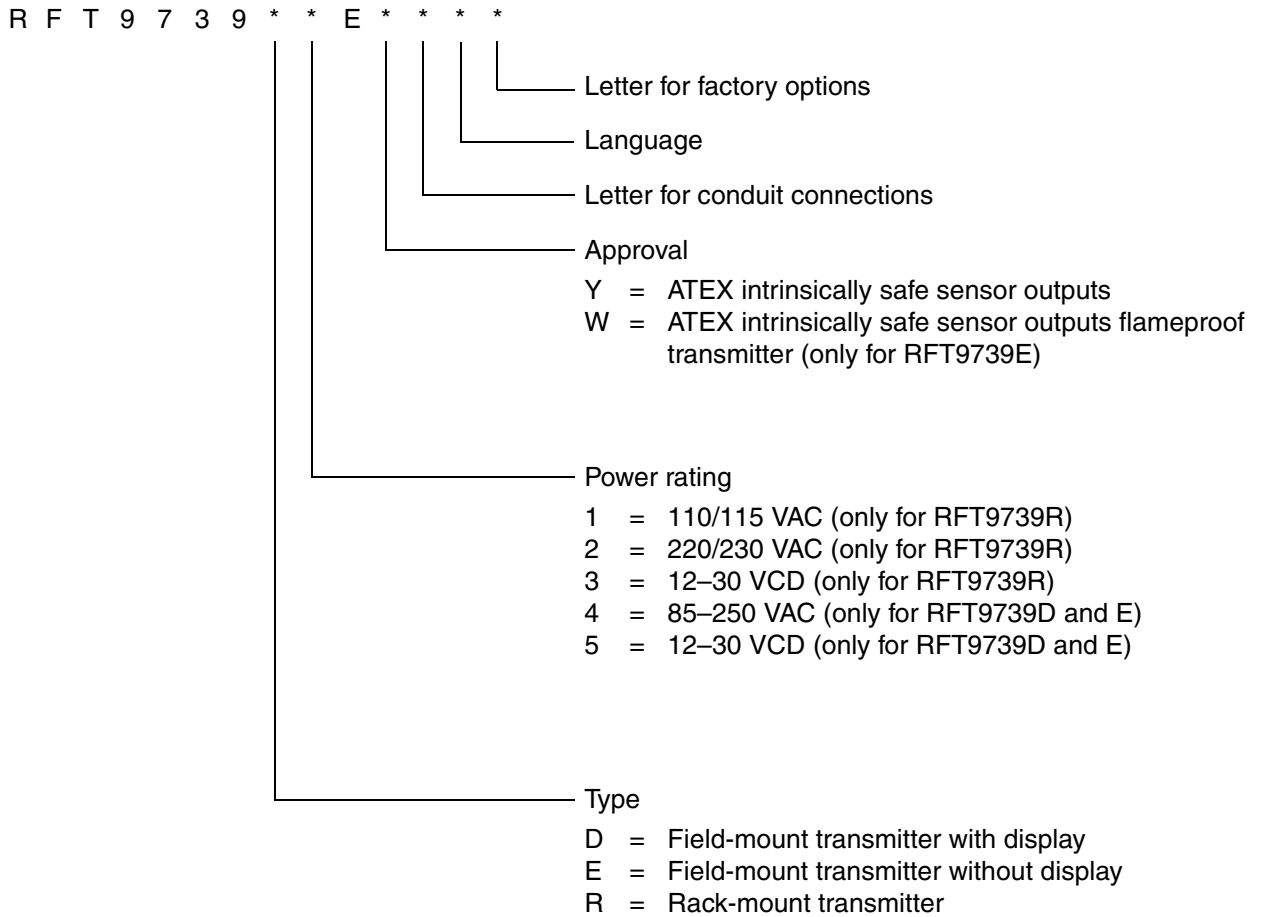 R F T 9 7 3 9 * * E * * * *
Letter for factory options
Language
Letter for conduit connections
Approval
Y = ATEX intrinsically safe sensor outputs
W = ATEX intrinsically safe sensor outputs flameproof
transmitter (only for RFT9739E)
Power rating
1 = 110/115 VAC (only for RFT9739R)
2 = 220/230 VAC (only for RFT9739R)
3 = 12–30 VCD (only for RFT9739R)
4 = 85–250 VAC (only for RFT9739D and E)
5 = 12–30 VCD (only for RFT9739D and E)
Type
D = Field-mount transmitter with display
E = Field-mount transmitter without display
R = Rack-mount transmitter